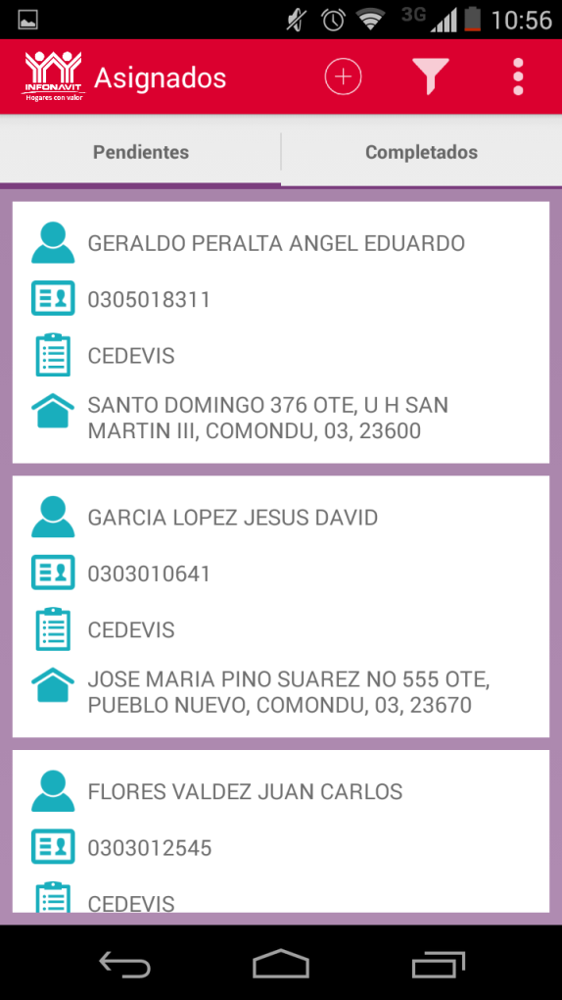 3G 10:56
INFONAVIT
Hogares con valor
Asignados
Pendientes Completados
GERALDO PERALTA ANGEL EDUARDO
0305018311
CEDEVIS
SANTO DOMINGO 376 OTE, U H SAN
MARTIN III, COMONDU, 03, 23600
GARCIA LOPEZ JESUS DAVID
0303010641
CEDEVIS
JOSE MARIA PINO SUAREZ NO 555 OTE,
PUEBLO NUEVO, COMONDU, 03, 23670
FLORES VALDEZ JUAN CARLOS
0303012545
CEDEVIS